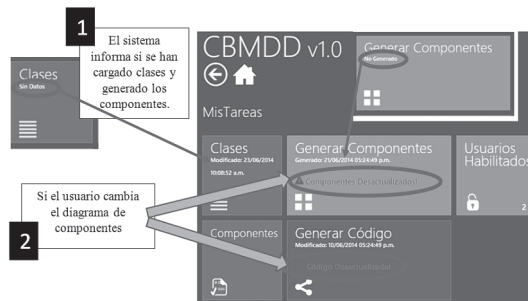 1
El sistema
informa si se han
cargado clases y
generado los
componentes.
Clases
Sin Datos
CBMDD v1.0
Generar Componentes
No Generado
MisTareas
Clases
Modificado: 23/06/2014
10:08:52 a.m.
Generar Componentes
Generado: 21/06/2014 05:24:49 p.m.
Componentes Desactualizados!
Usuarios
Habilitados
2
Si el usuario cambia
el diagrama de
componentes
2
Componentes
Generar Código
Modificado: 10/06/2014 05:24:49 p.m.
Código Desactualizado!